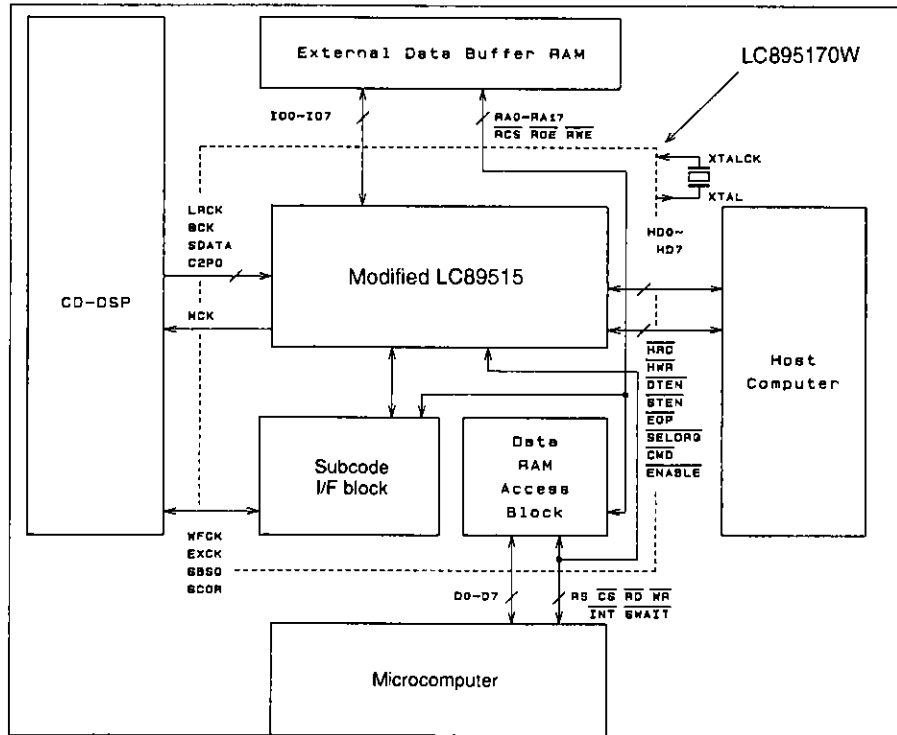 External Data Buffer RAM
LC895170W
IO0~IO7
RA0~RA17
RCS ROE RWE
XTALCK
XTAL
LRCK
BCK
SDATA
C2PO
MCK
CD-DSP
Modified LC89515
HD0~
HD7
Host
Computer
HRD
HWR
DTEN
STEN
EOP
SELDRQ
CMD
ENABLE
Subcode
I/F block
Data
RAM
Access
Block
WFCK
EXCK
SBSO
SCOR
D0~D7
RS CS RD WR
INT SWAIT
Microcomputer